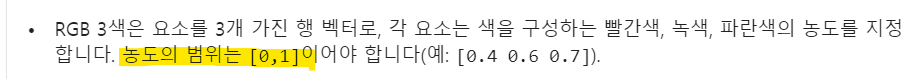 • RGB 3색은 요소를 3개 가진 행 벡터로, 각 요소는 색을 구성하는 빨간색, 녹색, 파란색의 농도를 지정
합니다. 농도의 범위는 [0,1]이어야 합니다(예: [0.4 0.6 0.7]).